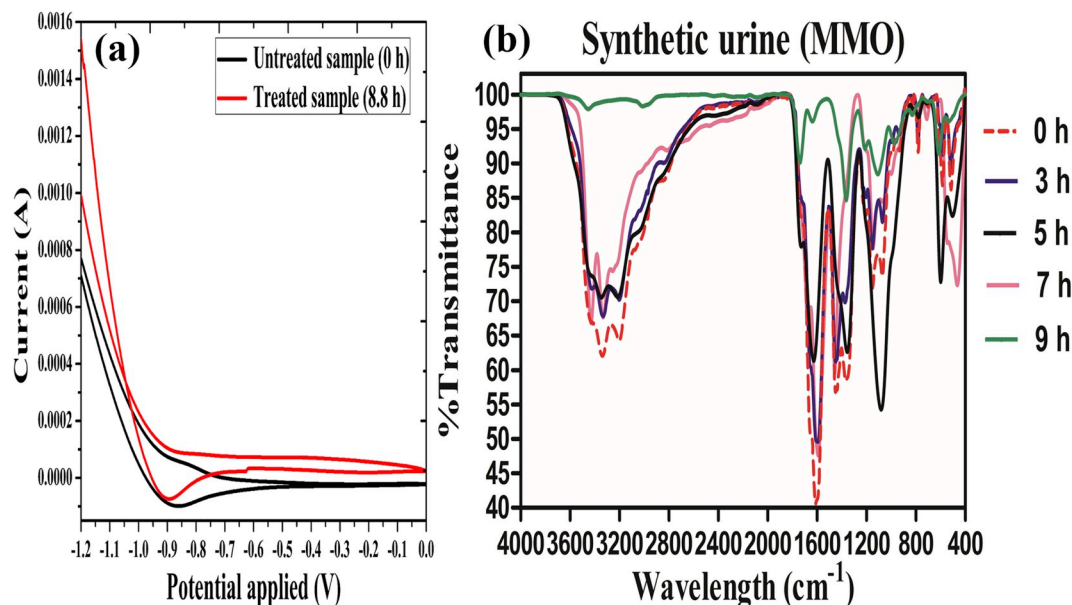 (a)
Untreated sample (0 h)
Treated sample (8.8 h)
Current (A)
0.0016
0.0014
0.0012
0.0010
0.0008
0.0006
0.0004
0.0002
0.0000
-1.2 -1.1 -1.0 -0.9 -0.8 -0.7 -0.6 -0.5 -0.4 -0.3 -0.2 -0.1 0.0
Potential applied (V)
(b) Synthetic urine (MMO)
%Transmittance
100
95
90
85
80
75
70
65
60
55
50
45
40
4000 3600 3200 2800 2400 2000 1600 1200 800 400
Wavelength (cm⁻¹)
0 h
3 h
5 h
7 h
9 h